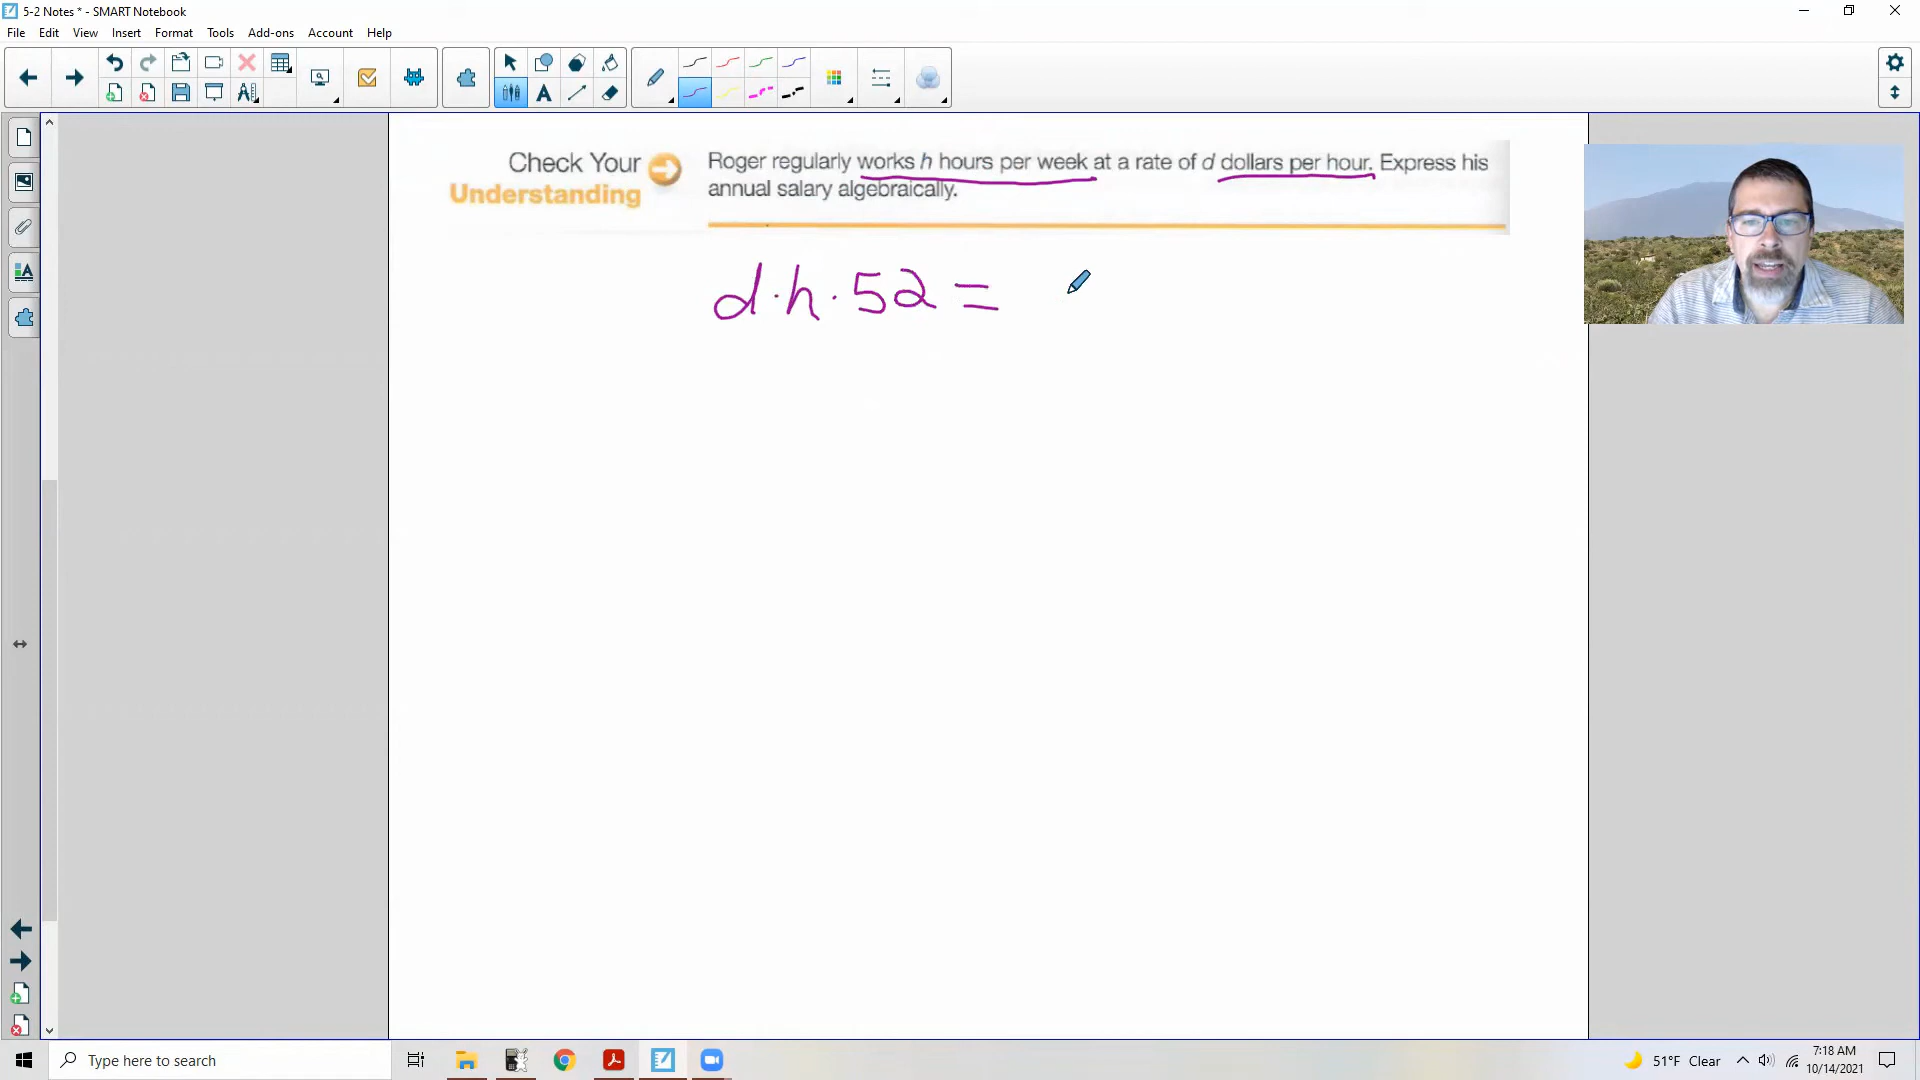 5-2 Notes * - SMART Notebook
File Edit View Insert Format Tools Add-ons Account Help
Check Your
Understanding
Roger regularly works h hours per week at a rate of d dollars per hour. Express his
annual salary algebraically.
d·h·52 =
Type here to search
51°F Clear
7:18 AM
10/14/2021